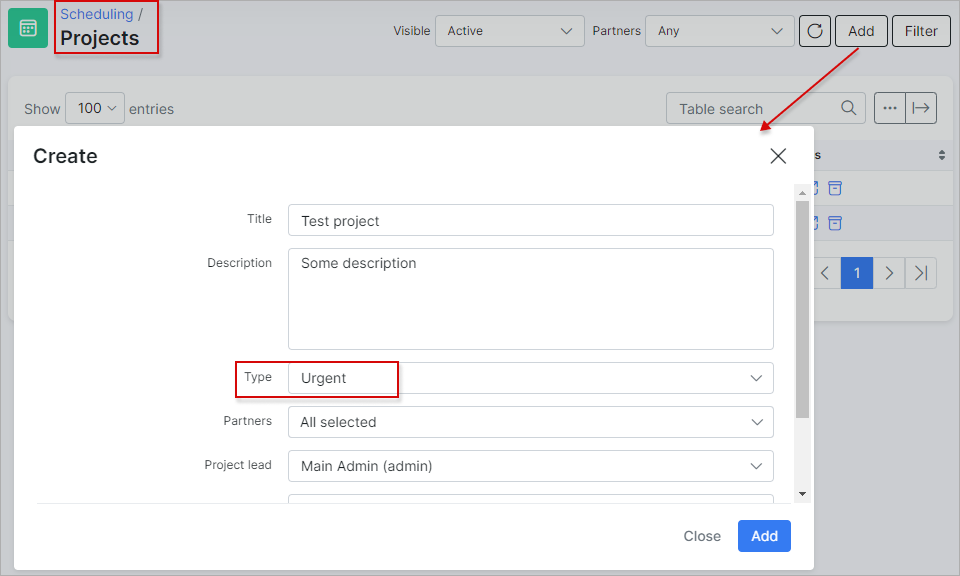 Scheduling /
Projects
Visible Active Partners Any Add Filter
Show 100 entries Table search
Create
s
Title Test project
Description Some description
1
Type Urgent
Partners All selected
Project lead Main Admin (admin)
Close Add